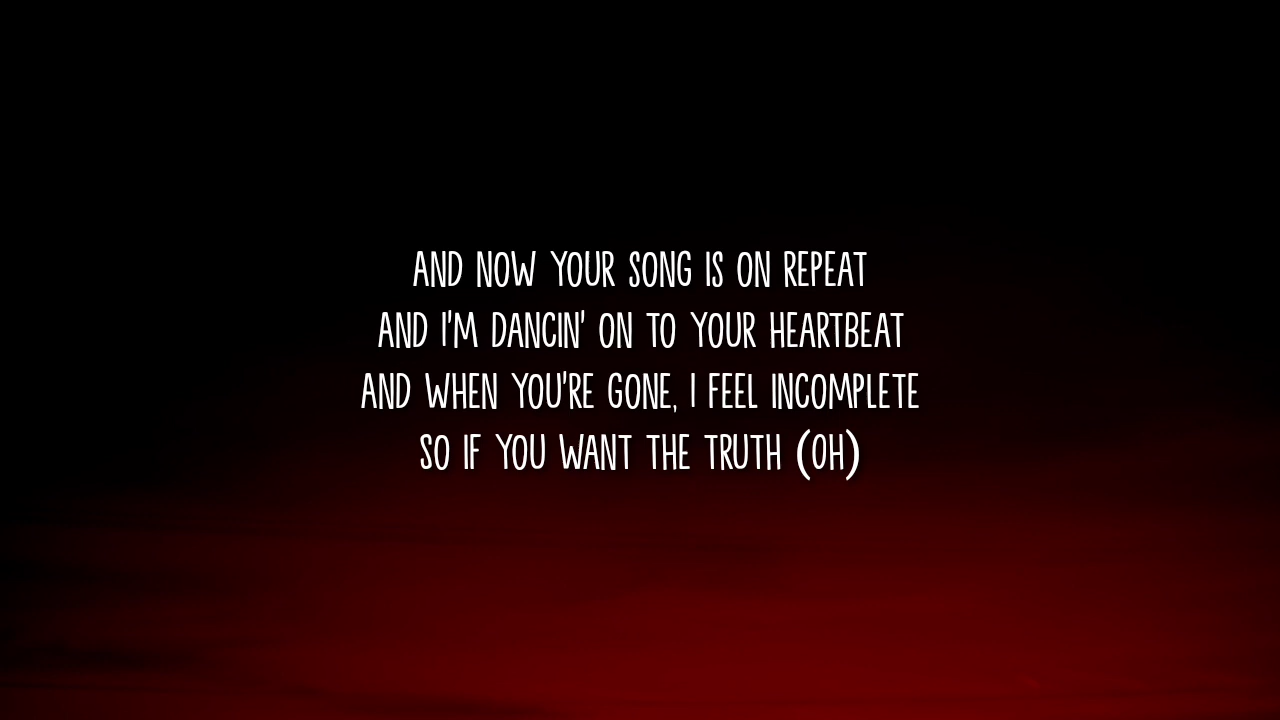 AND NOW YOUR SONG IS ON REPEAT
AND I'M DANCIN' ON TO YOUR HEARTBEAT
AND WHEN YOU'RE GONE, I FEEL INCOMPLETE
SO IF YOU WANT THE TRUTH (OH)